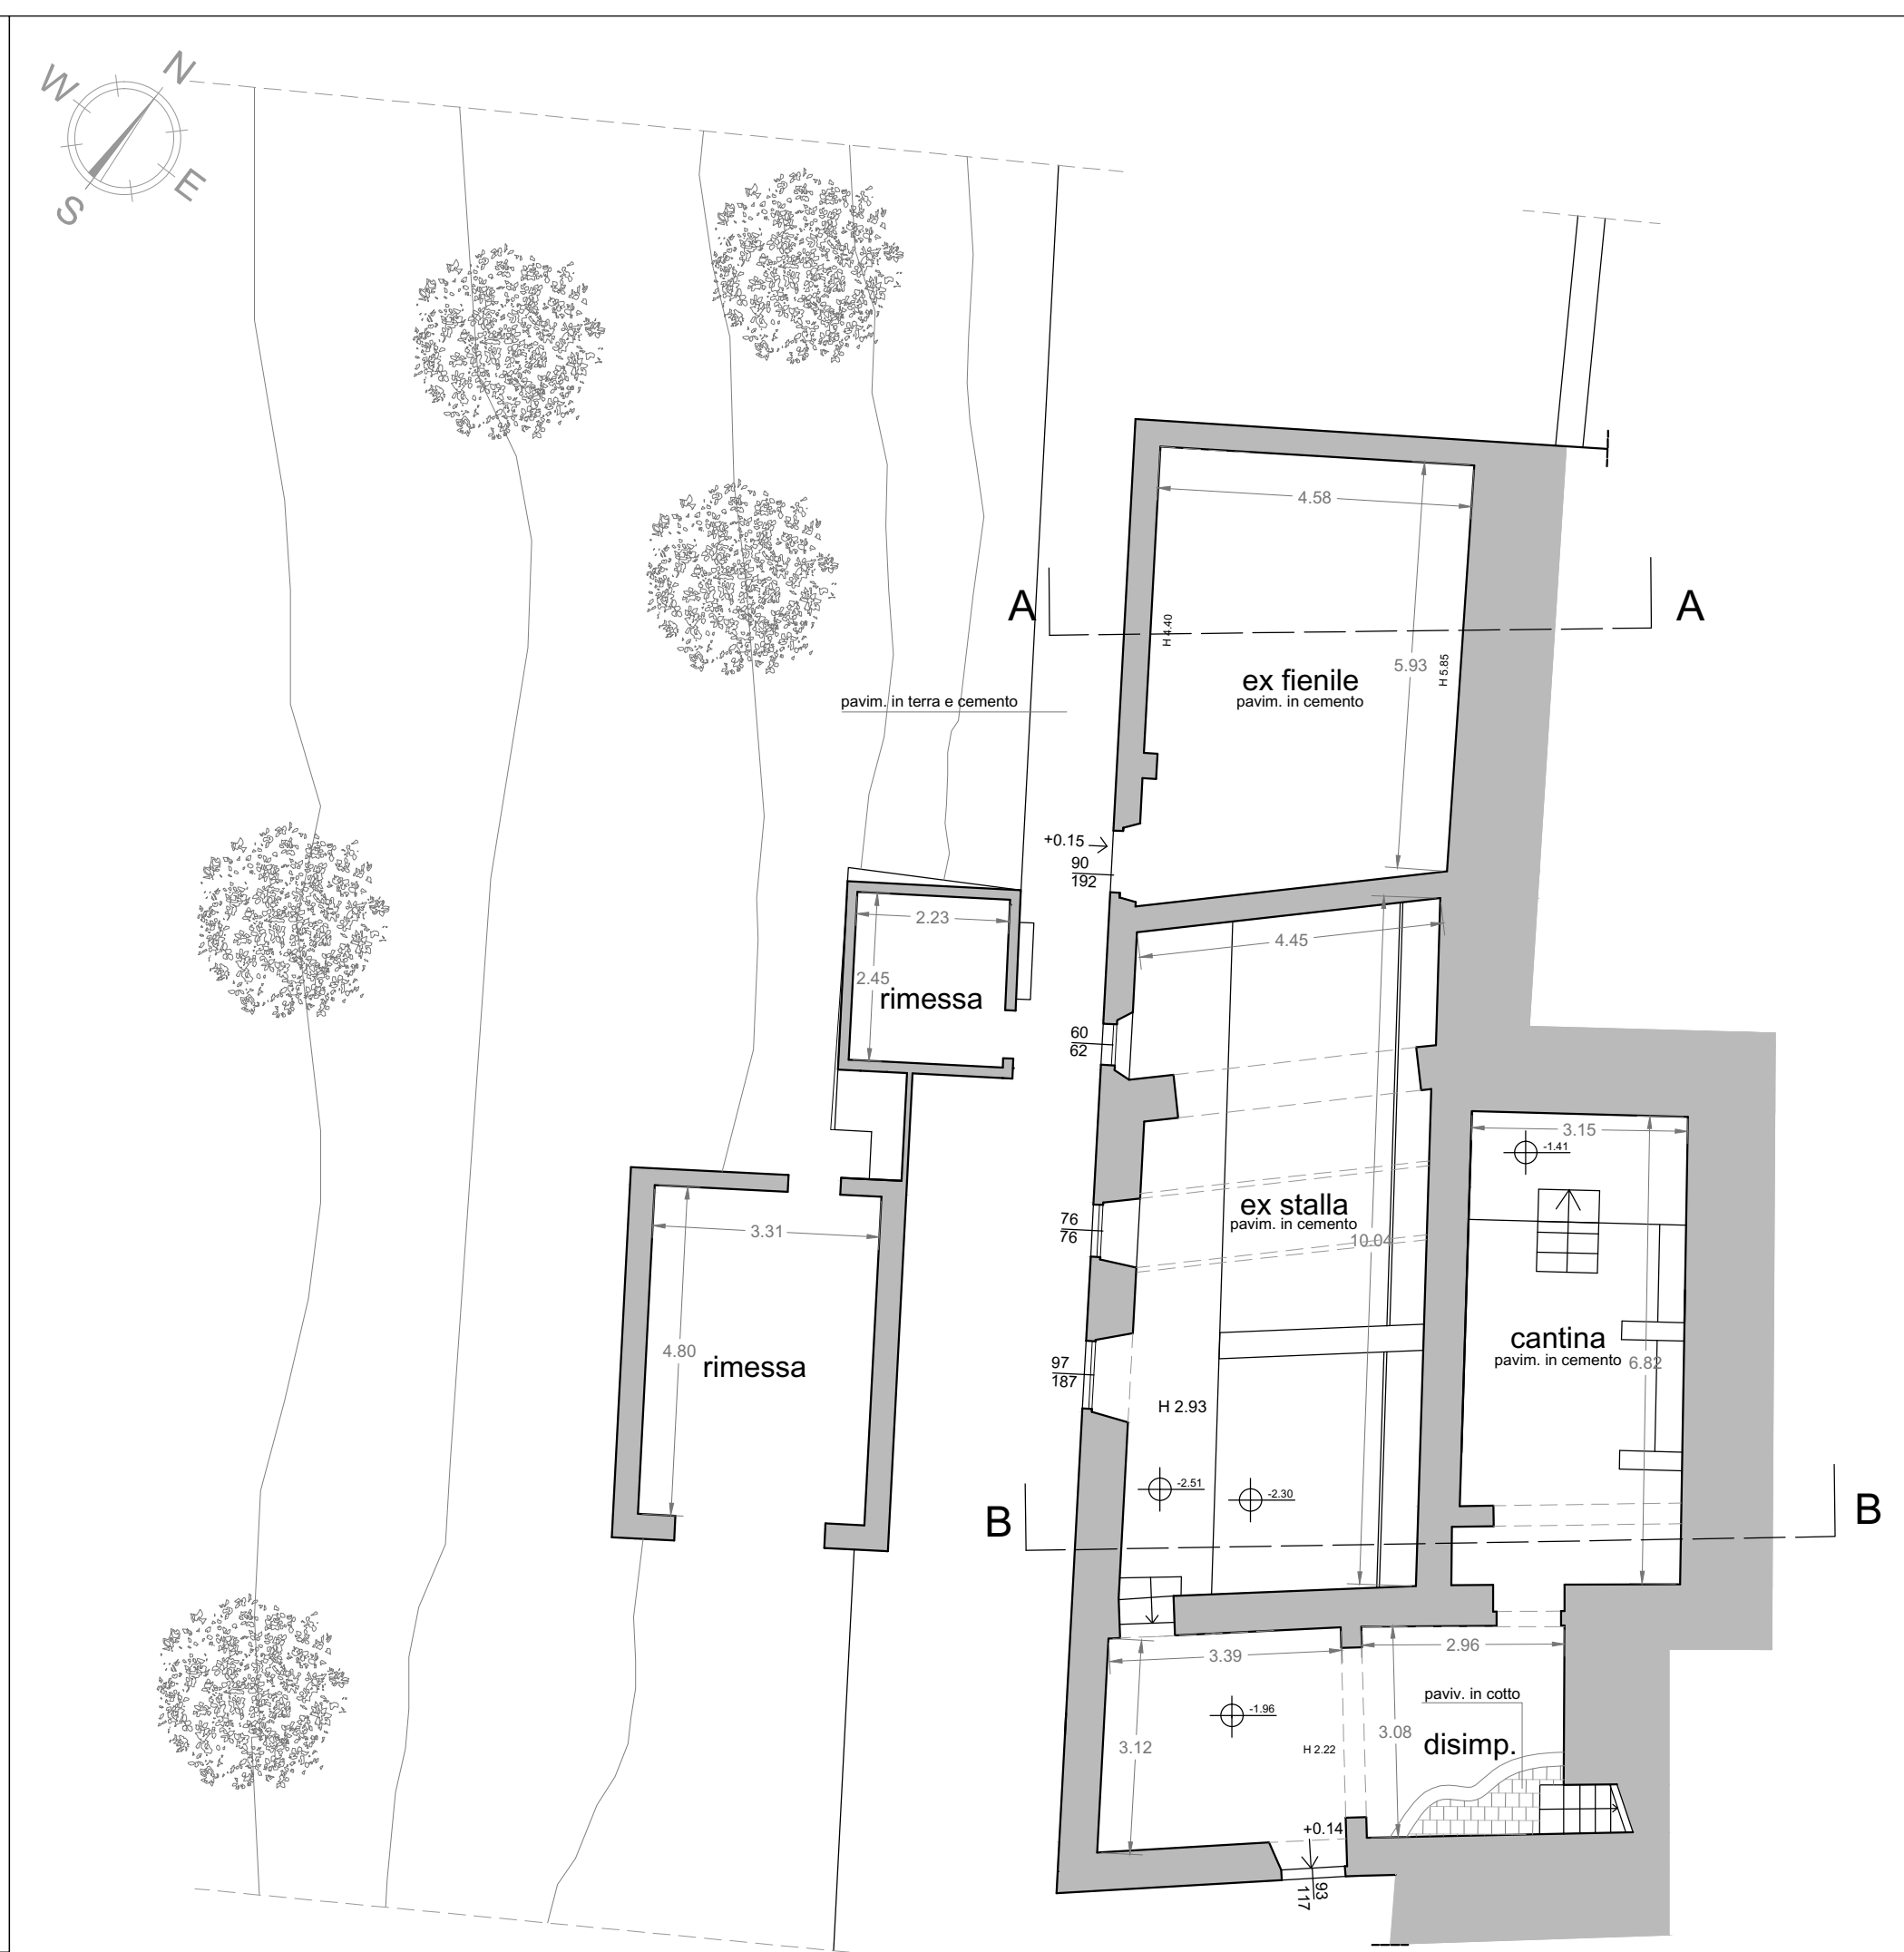 N
W
E
S
4.58
A
A
H 4.40
5.93
H 5.85
ex fienile
pavim. in cemento
pavim. in terra e cemento
+0.15
90
192
2.23
4.45
2.45
rimessa
60
62
3.15
-1.41
ex stalla
pavim. in cemento
76
76
10.04
3.31
4.80
rimessa
cantina
pavim. in cemento
6.82
97
187
H 2.93
-2.51
-2.30
B
B
3.39
2.96
-1.96
paviv. in cotto
3.12
3.08
disimp.
H 2.22
+0.14
93
117